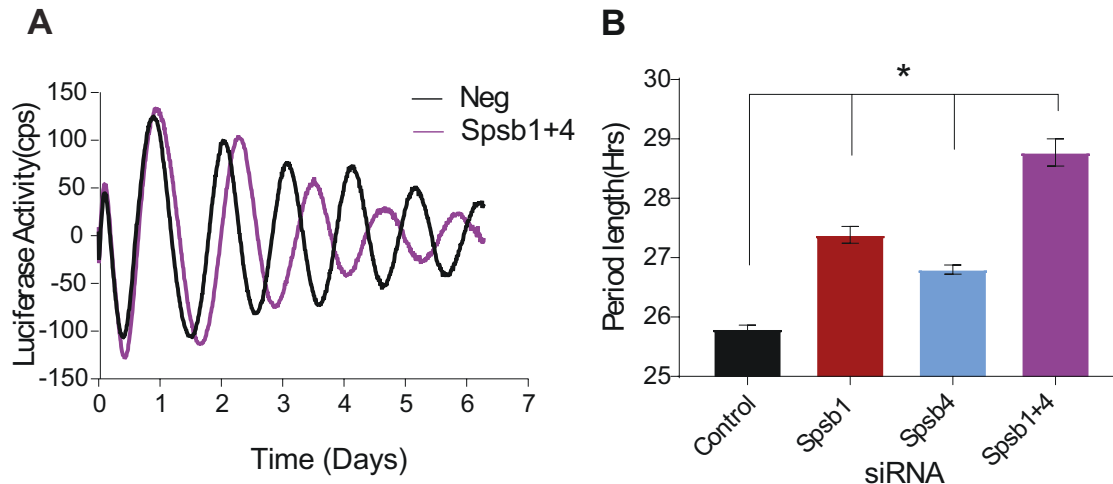 A
Luciferase Activity(cps)
150
100
50
0
-50
-100
-150
0 1 2 3 4 5 6 7
Time (Days)
Neg
Spsb1+4
B
Period length(Hrs)
30
29
28
27
26
25
*
Control
Spsb1
Spsb4
Spsb1+4
siRNA